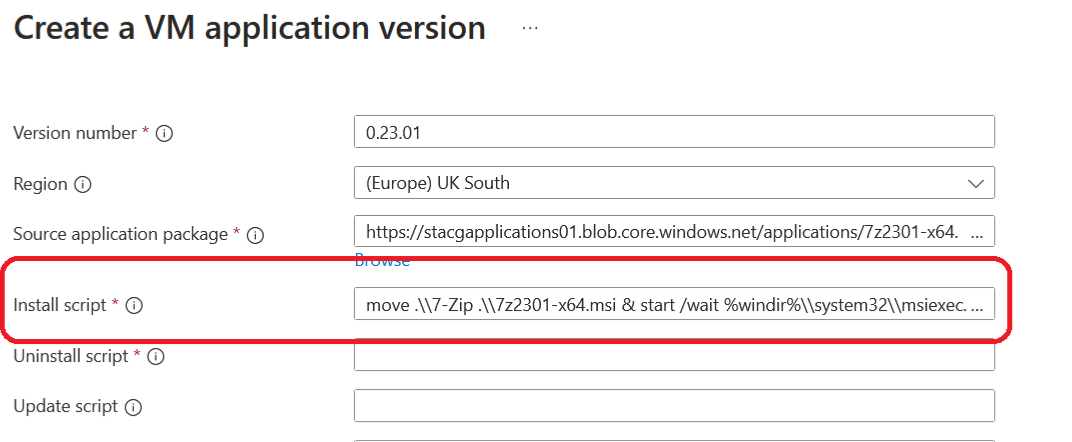 Create a VM application version ...
Version number * 0.23.01
Region (Europe) UK South
Source application package * https://stacgapplications01.blob.core.windows.net/applications/7z2301-x64. ...
Browse
Install script * move .\\7-Zip .\\7z2301-x64.msi & start /wait %windir%\\system32\\msiexec. ...
Uninstall script *
Update script